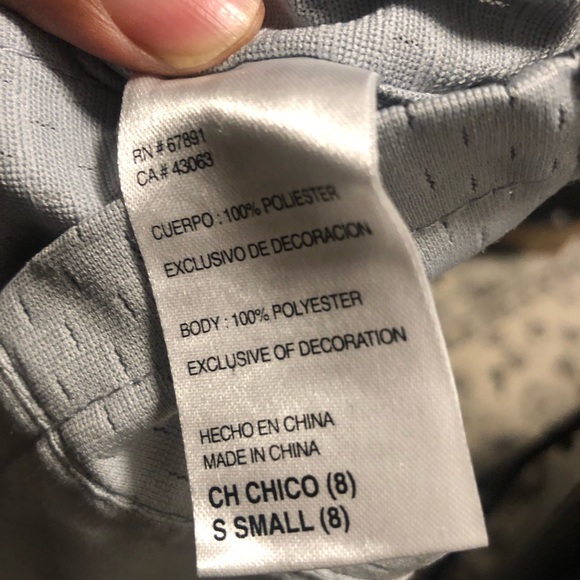 RN # 67891
CA # 43063
CUERPO : 100% POLIESTER
EXCLUSIVO DE DECORACION
BODY : 100% POLYESTER
EXCLUSIVE OF DECORATION
HECHO EN CHINA
MADE IN CHINA
CH CHICO (8)
S SMALL (8)